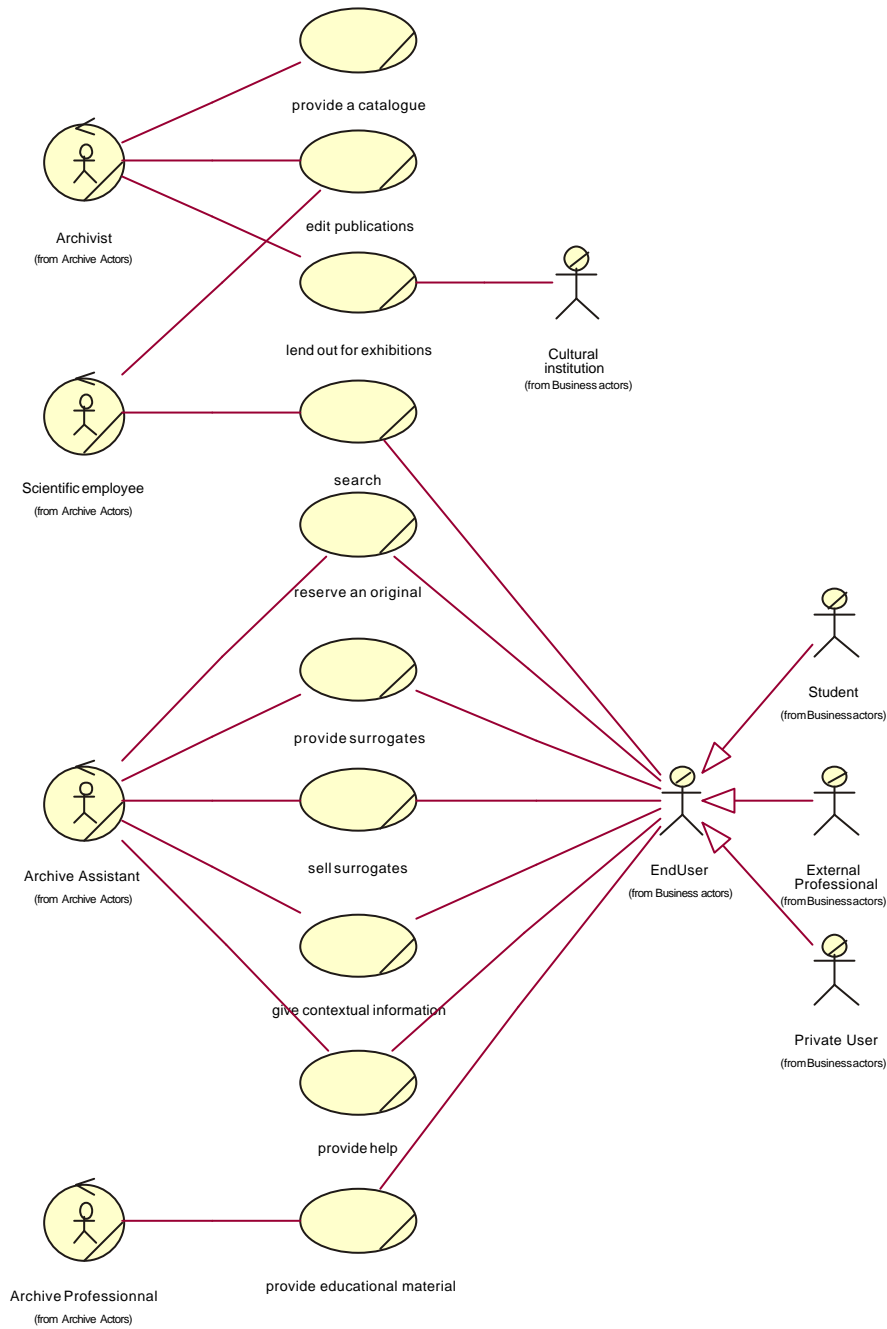 provide a catalogue
Archivist
(from Archive Actors)
edit publications
lend out for exhibitions
Cultural
institution
(from Business actors)
Scientific employee
(from Archive Actors)
search
reserve an original
Student
(from Business actors)
provide surrogates
Archive Assistant
(from Archive Actors)
sell surrogates
EndUser
(from Business actors)
External
Professional
(from Business actors)
give contextual information
Private User
(from Business actors)
provide help
Archive Professionnal
(from Archive Actors)
provide educational material